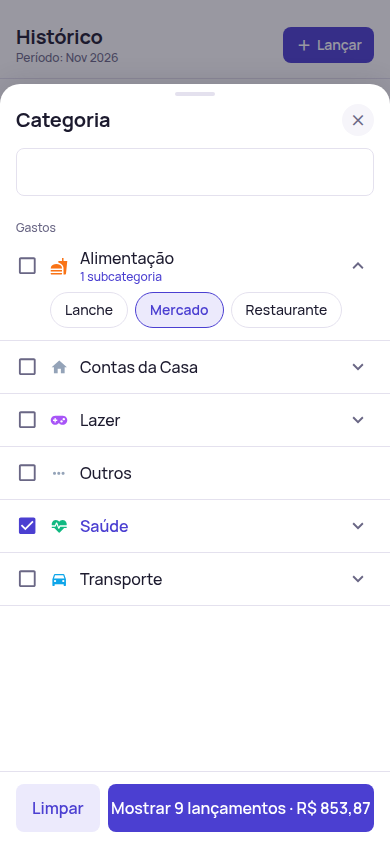 Histórico
Período: Nov 2026
Lançar
Categoria
Gastos
Alimentação
1 subcategoria
Lanche
Mercado
Restaurante
Contas da Casa
Lazer
Outros
Saúde
Transporte
Limpar
Mostrar 9 lançamentos · R$ 853,87